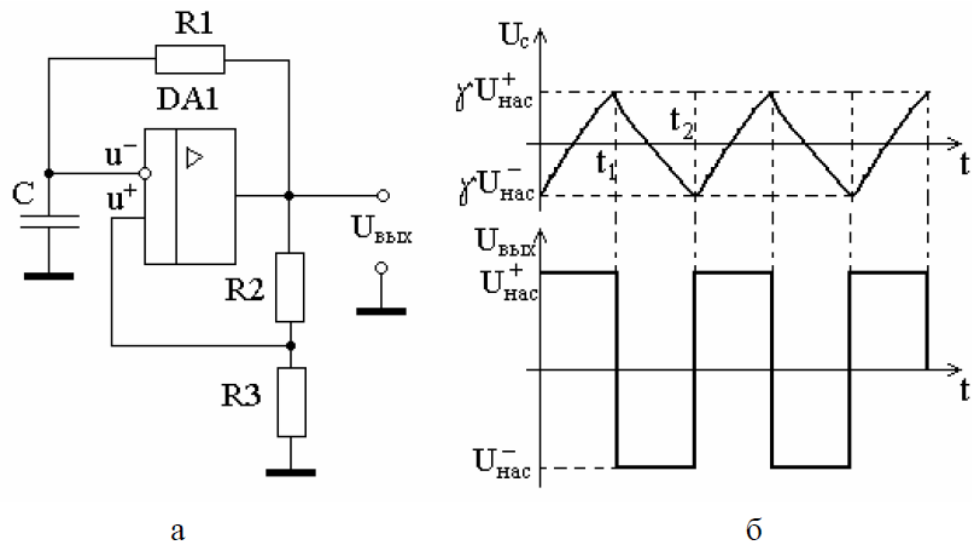 R1
DA1
u⁻
u⁺
C
Uвых
R2
R3
а
Uc
γU⁺нас
t₂
t₁
t
γU⁻нас
Uвых
U⁺нас
t
U⁻нас
б